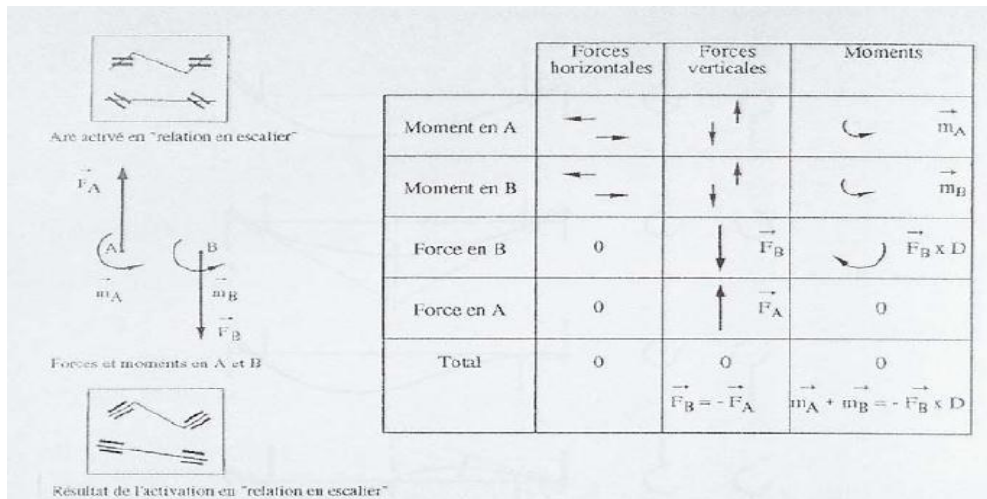 Arc activé en "relation en escalier"
F_A
A B
m_A m_B
F_B
Forces et moments en A et B
Résultat de l'activation en "relation en escalier"
Forces horizontales Forces verticales Moments
Moment en A m_A
Moment en B m_B
Force en B 0 F_B F_B x D
Force en A 0 F_A 0
Total 0 0 0
F_B = - F_A m_A + m_B = - F_B x D